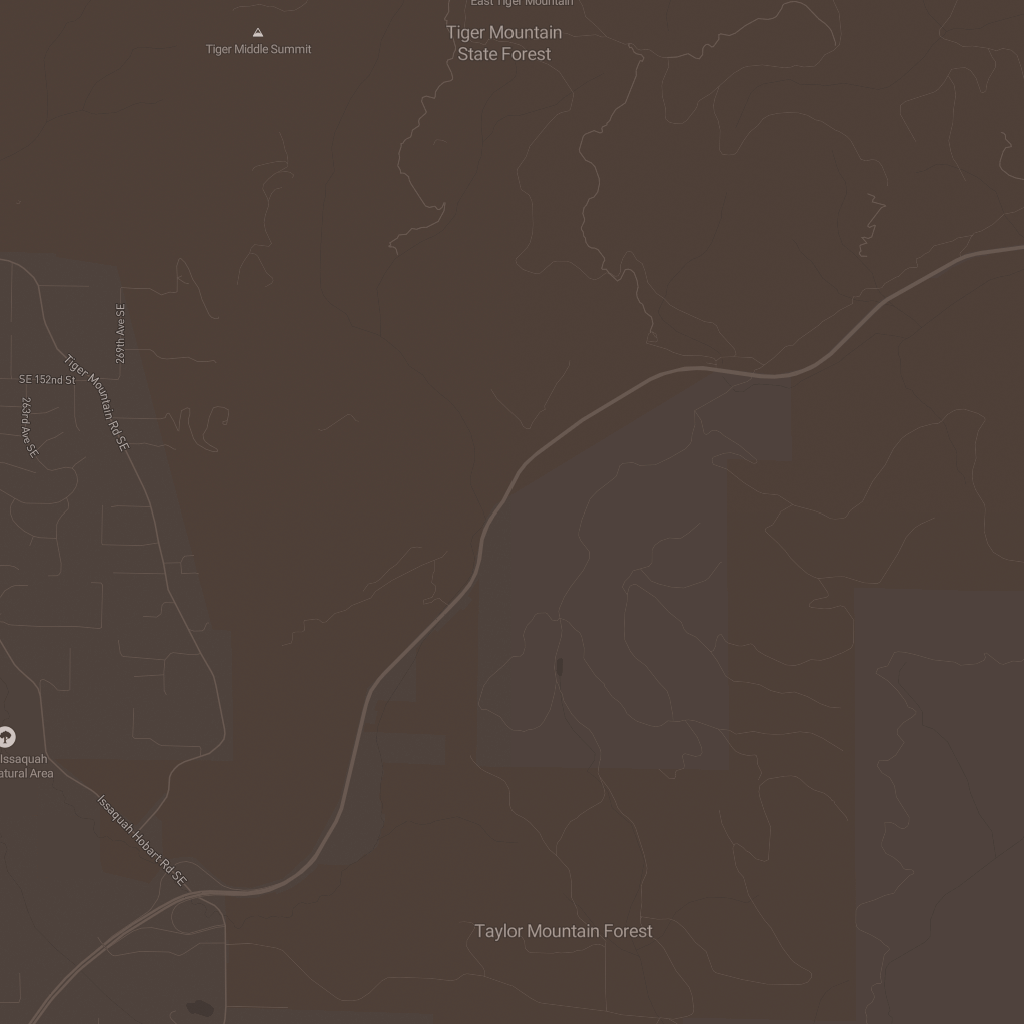 East Tiger Mountain
Tiger Mountain
State Forest
Tiger Middle Summit
269th Ave SE
Tiger Mountain Rd SE
SE 152nd St
263rd Ave SE
Issaquah
atural Area
Issaquah Hobart Rd SE
Taylor Mountain Forest